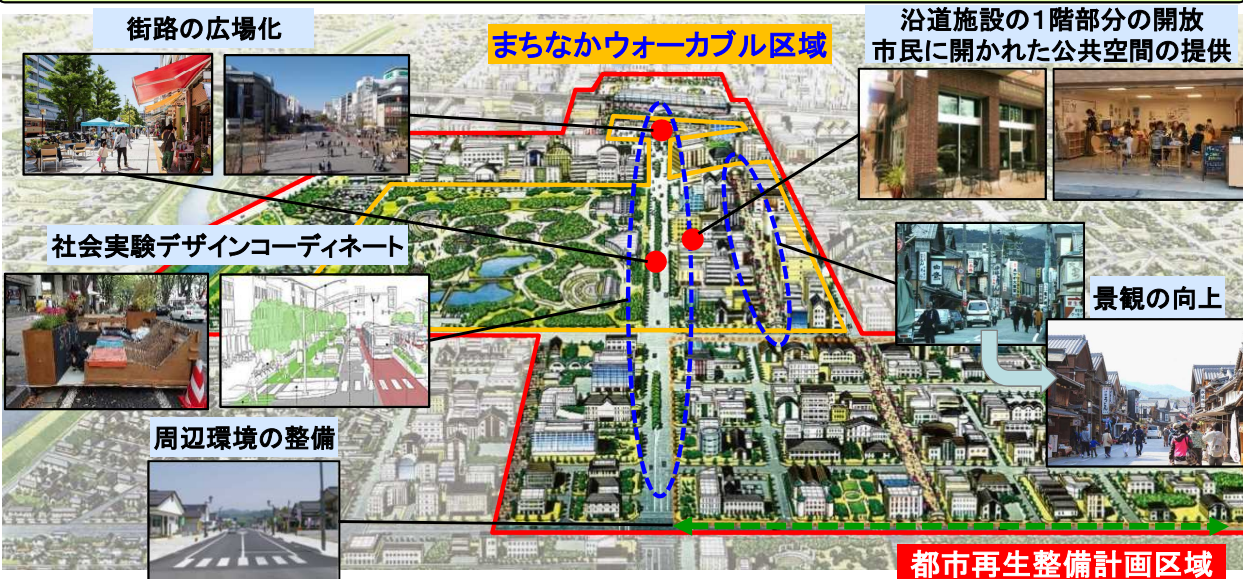 街路の広場化
まちなかウォーカブル区域
沿道施設の1階部分の開放
市民に開かれた公共空間の提供
社会実験デザインコーディネート
景観の向上
周辺環境の整備
都市再生整備計画区域